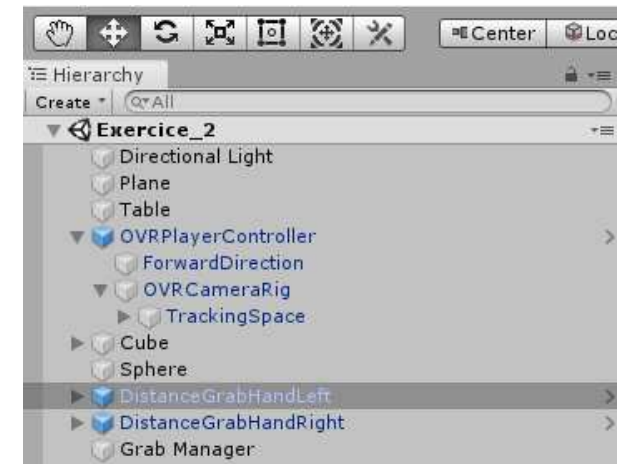 Center Loc
Hierarchy
Create All
Exercice_2
Directional Light
Plane
Table
OVRPlayerController
ForwardDirection
OVRCameraRig
TrackingSpace
Cube
Sphere
DistanceGrabHandLeft
DistanceGrabHandRight
Grab Manager